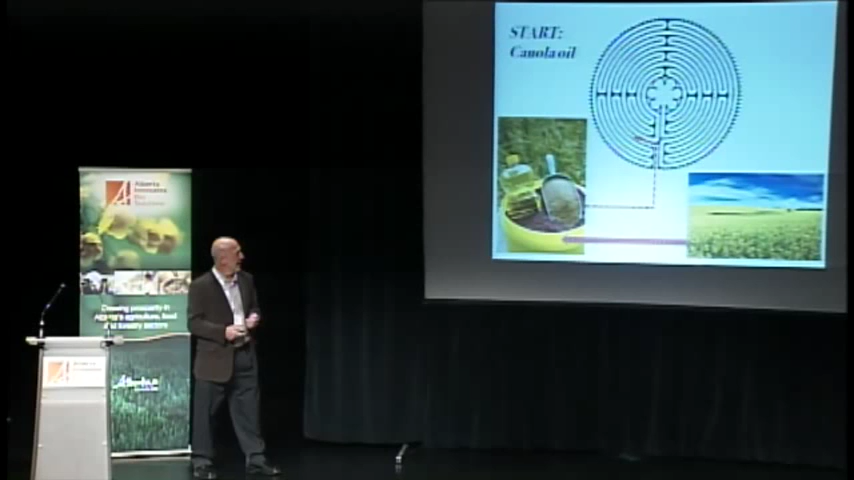 START:
Canola oil
Alberta
Innovates
Bio
Solutions
Growing prosperity in
Alberta's agriculture, food
and forestry sectors
Alberta